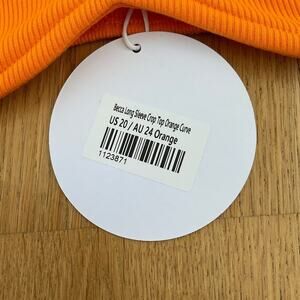 Becca Long Sleeve Crop Top Orange Curve
US 20 / AU 24 Orange
1123871